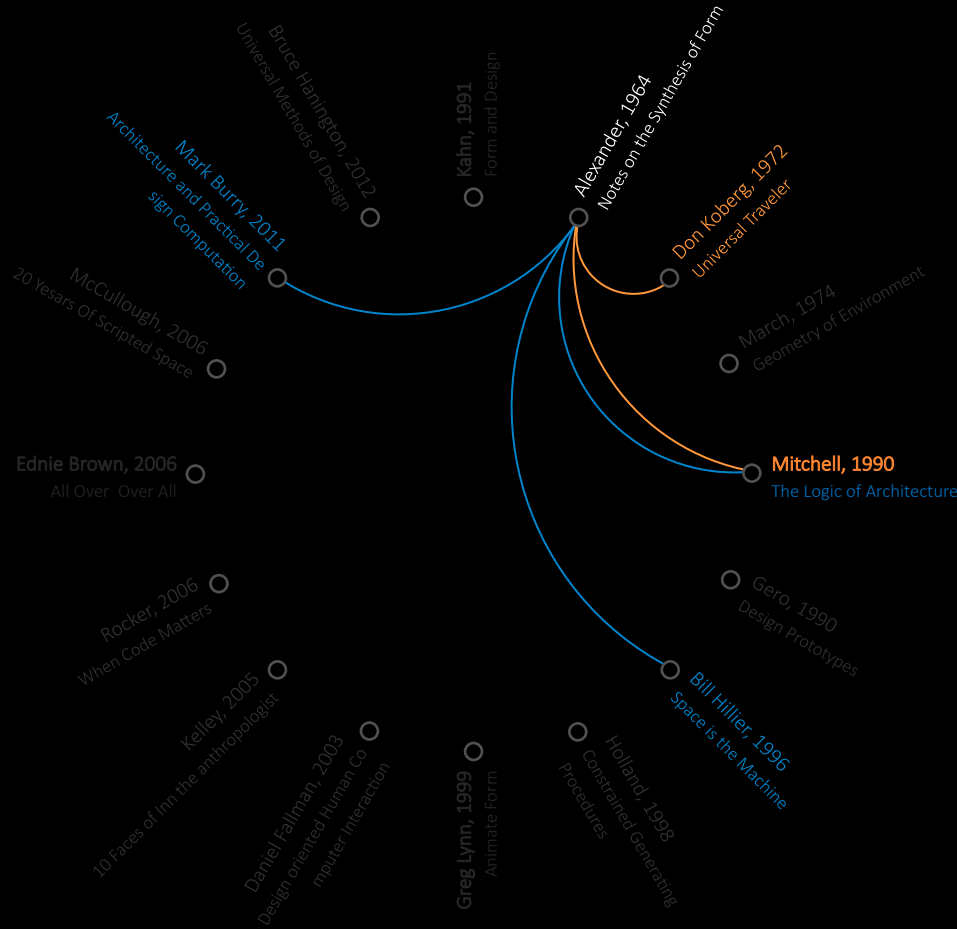 Alexander, 1964
Notes on the Synthesis of Form
Don Koberg, 1972
Universal Traveler
March, 1974
Geometry of Environment
Mitchell, 1990
The Logic of Architecture
Gero, 1990
Design Prototypes
Bill Hillier, 1996
Space is the Machine
Holland, 1998
Constrained Generating
Procedures
Greg Lynn, 1999
Animate Form
Daniel Fallman, 2003
Design oriented Human Co
mputer Interaction
Kelley, 2005
10 Faces of Inn the anthropologist
Rocker, 2006
When Code Matters
Ednie Brown, 2006
All Over  Over All
McCullough, 2006
20 Yesars Of Scripted Space
Mark Burry, 2011
Architecture and Practical De
sign Computation
Bruce Hanington, 2012
Universal Methods of Design
Kahn, 1991
Form and Design